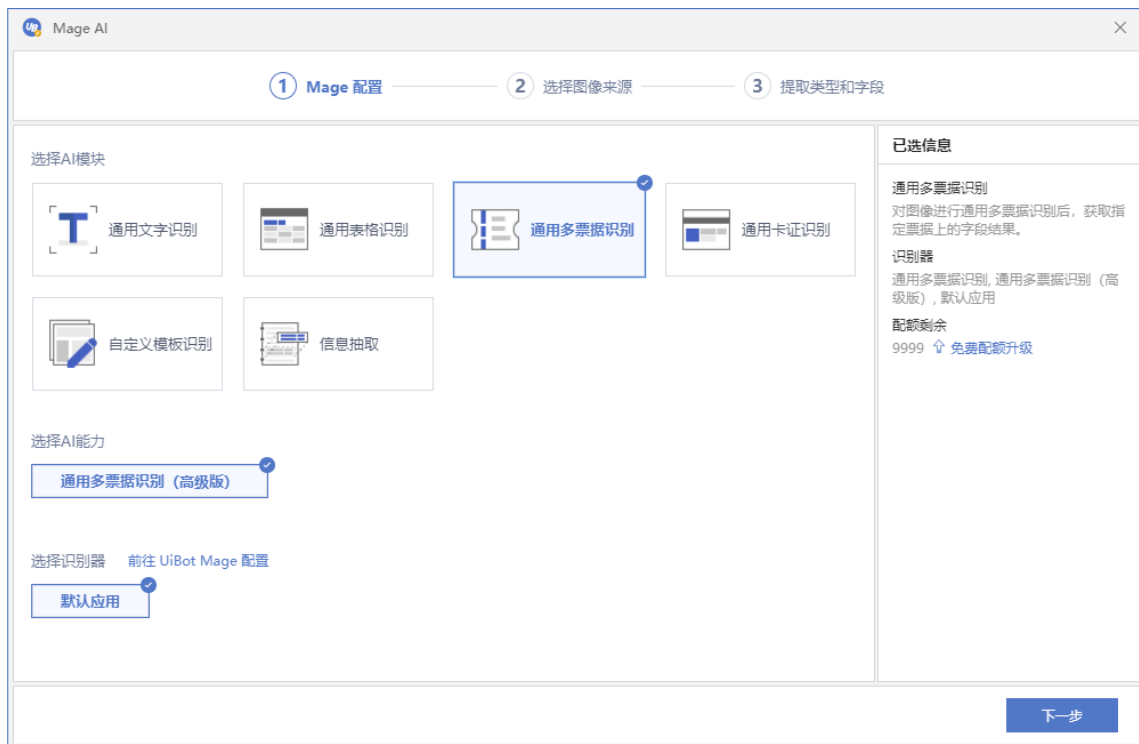 UB Mage AI
1 Mage 配置 2 选择图像来源 3 提取类型和字段
选择AI模块
通用文字识别 通用表格识别 通用多票据识别 通用卡证识别
自定义模板识别 信息抽取
选择AI能力
通用多票据识别（高级版）
选择识别器 前往 UiBot Mage 配置
默认应用
已选信息
通用多票据识别
对图像进行通用多票据识别后，获取指
定票据上的字段结果。
识别器
通用多票据识别, 通用多票据识别（高
级版）, 默认应用
配额剩余
9999 免费配额升级
下一步